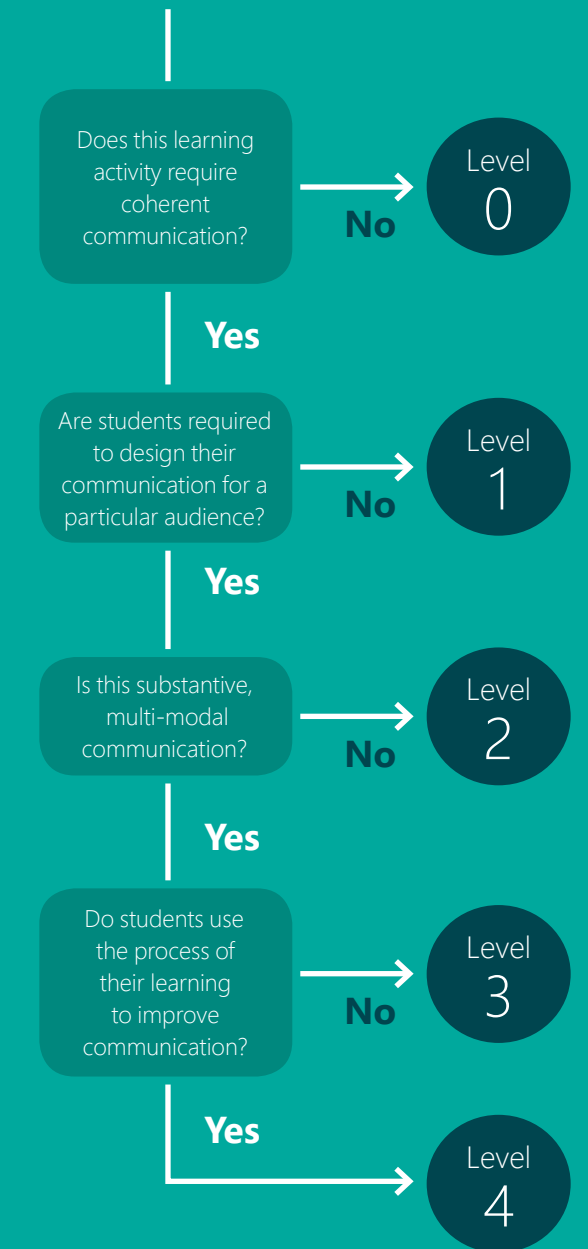 Does this learning
activity require
coherent
communication?
No
Level
0
Yes
Are students required
to design their
communication for a
particular audience?
No
Level
1
Yes
Is this substantive,
multi-modal
communication?
No
Level
2
Yes
Do students use
the process of
their learning
to improve
communication?
No
Level
3
Yes
Level
4